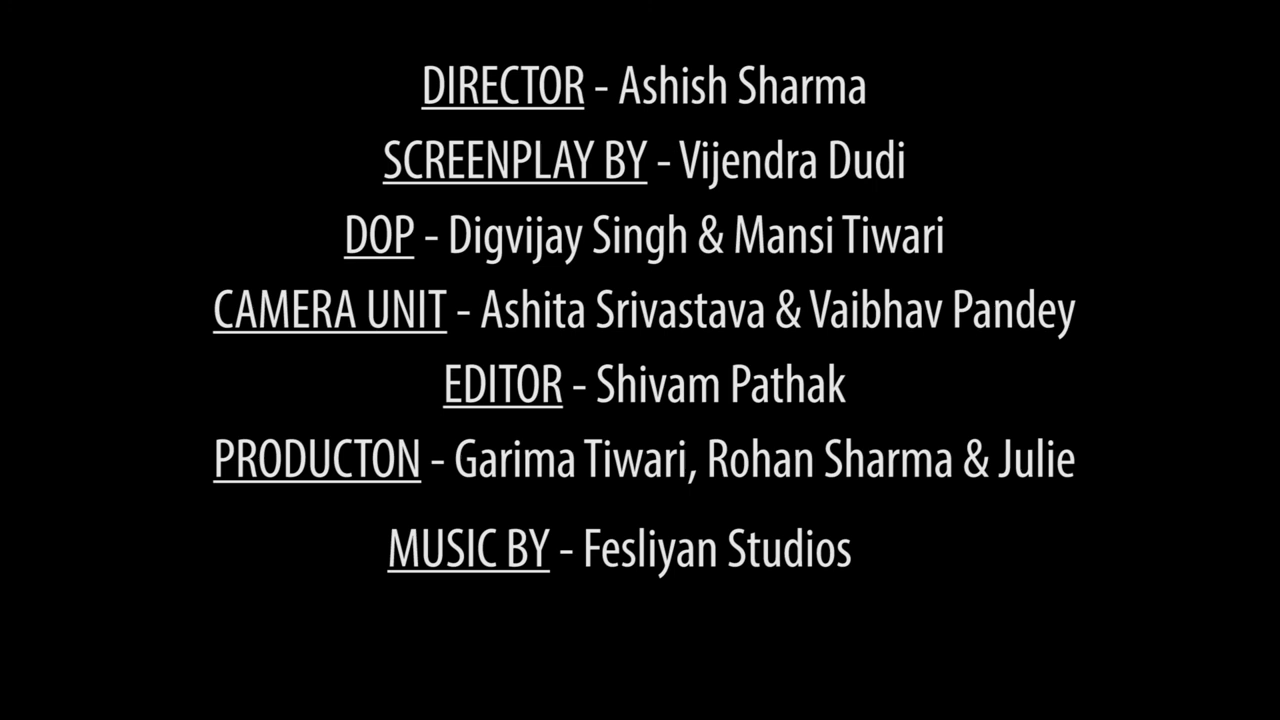 DIRECTOR - Ashish Sharma
SCREENPLAY BY - Vijendra Dudi
DOP - Digvijay Singh & Mansi Tiwari
CAMERA UNIT - Ashita Srivastava & Vaibhav Pandey
EDITOR - Shivam Pathak
PRODUCTON - Garima Tiwari, Rohan Sharma & Julie
MUSIC BY - Fesliyan Studios